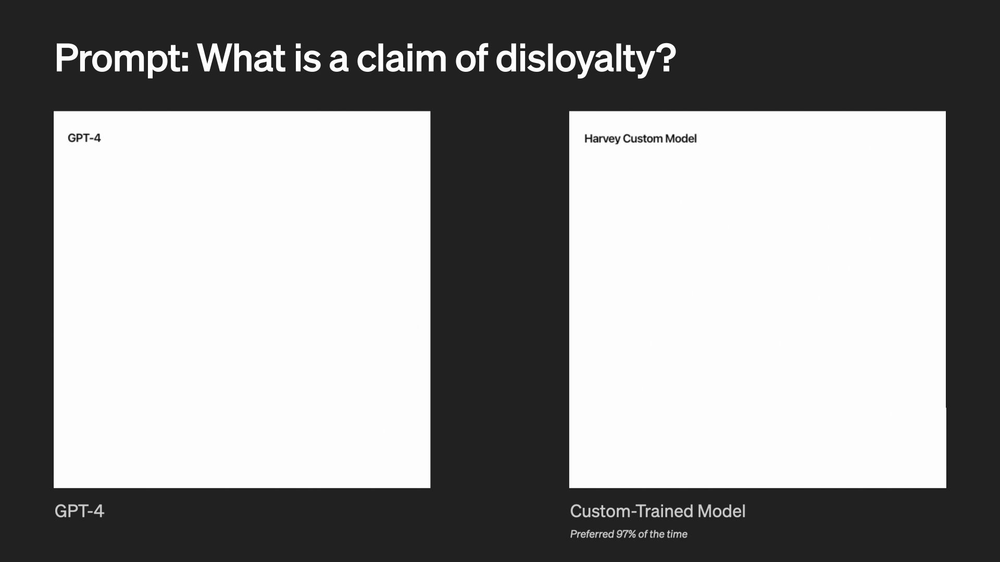 Prompt: What is a claim of disloyalty?
GPT-4
Harvey Custom Model
GPT-4
Custom-Trained Model
Preferred 97% of the time